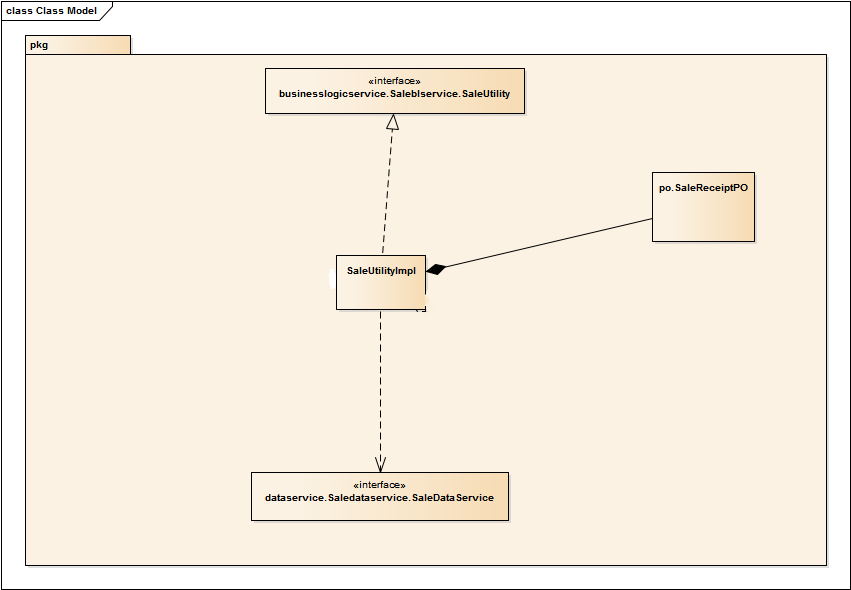 class Class Model
pkg
«interface»
businesslogicservice.Saleblservice.SaleUtility
po.SaleReceiptPO
SaleUtilityImpl
«interface»
dataservice.Saledataservice.SaleDataService